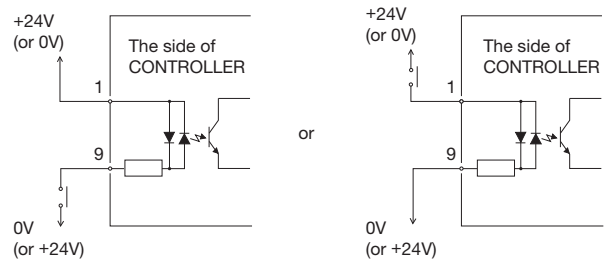 +24V
(or 0V)
The side of
CONTROLLER
1
9
0V
(or +24V)
or
+24V
(or 0V)
The side of
CONTROLLER
1
9
0V
(or +24V)